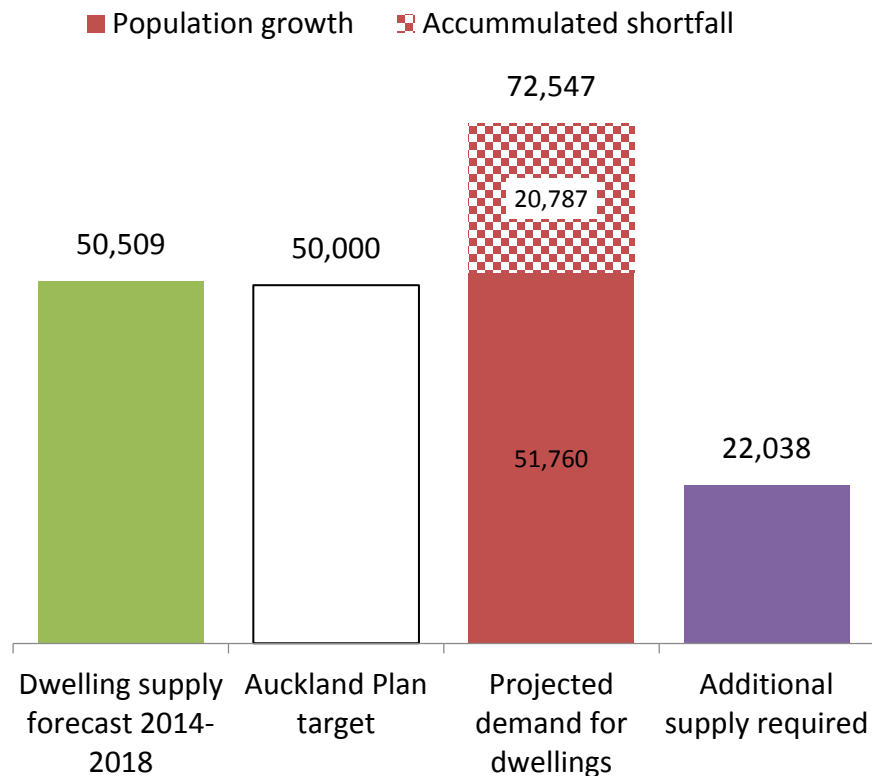 Population growth
Accummulated shortfall
72,547
20,787
50,509
50,000
51,760
22,038
Dwelling supply
forecast 2014-
2018
Auckland Plan
target
Projected
demand for
dwellings
Additional
supply required